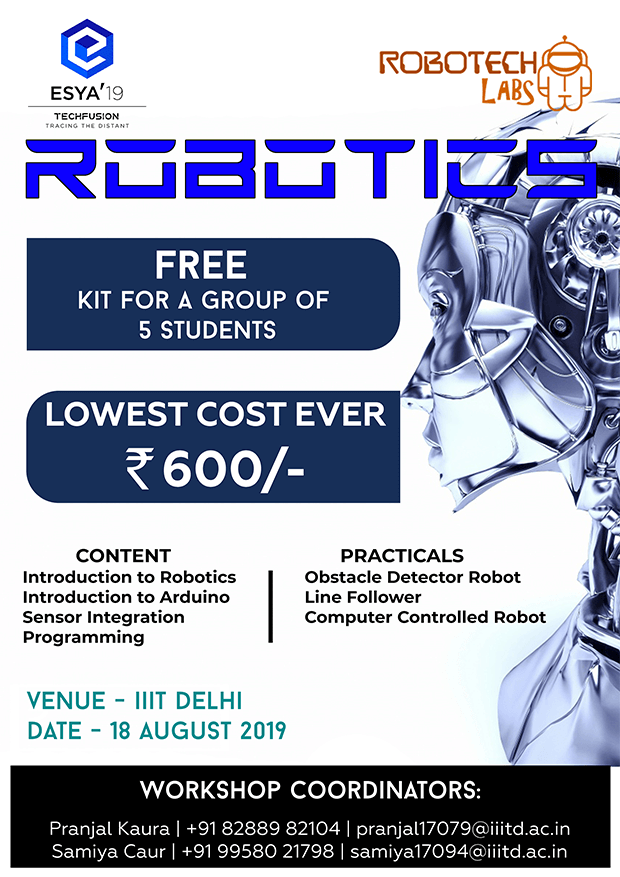 ESYA'19
TECHFUSION
TRACING THE DISTANT
ROBOTECH
LABS
ROBOTICS
FREE
KIT FOR A GROUP OF
5 STUDENTS
LOWEST COST EVER
₹600/-
CONTENT
Introduction to Robotics
Introduction to Arduino
Sensor Integration
Programming
PRACTICALS
Obstacle Detector Robot
Line Follower
Computer Controlled Robot
VENUE - IIIT DELHI
DATE - 18 AUGUST 2019
WORKSHOP COORDINATORS:
Pranjal Kaura | +91 82889 82104 | pranjal17079@iiitd.ac.in
Samiya Caur | +91 99580 21798 | samiya17094@iiitd.ac.in